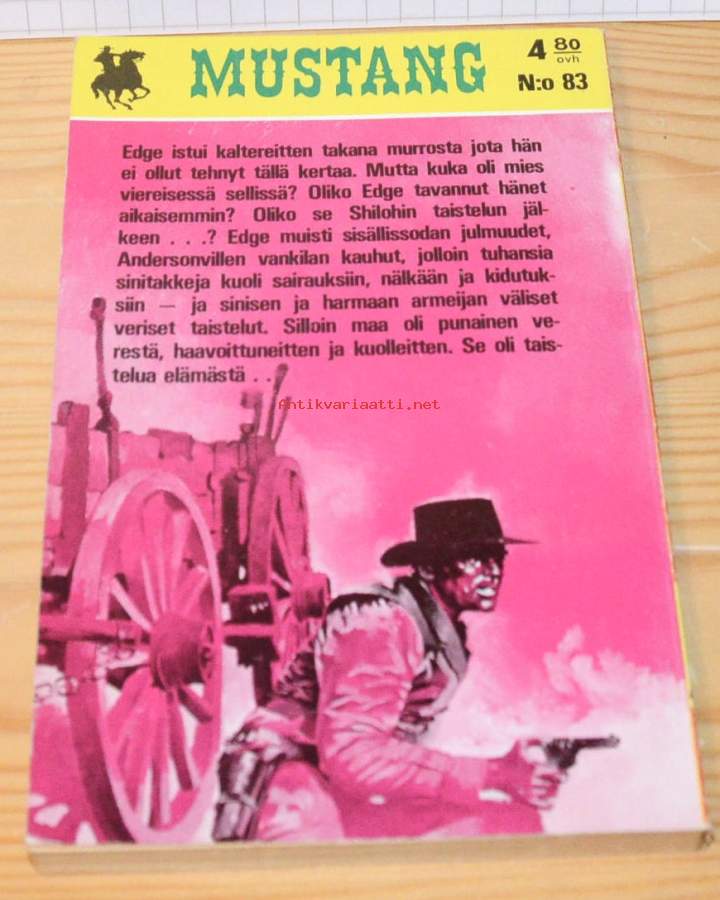 MUSTANG
4 80
ovh
N:o 83
Edge istui kaltereitten takana murrosta jota hän
ei ollut tehnyt tällä kertaa. Mutta kuka oli mies
viereisessä sellissä? Oliko Edge tavannut hänet
aikaisemmin? Oliko se Shilohin taistelun jäl-
keen . . .? Edge muisti sisällissodan julmuudet,
Andersonvillen vankilan kauhut, jolloin tuhansia
sinitakkeja kuoli sairauksiin, nälkään ja kidutuk-
siin — ja sinisen ja harmaan armeijan väliset
veriset taistelut. Silloin maa oli punainen ve-
restä, haavoittuneitten ja kuolleitten. Se oli tais-
telua elämästä . .
Antikvariaatti.net